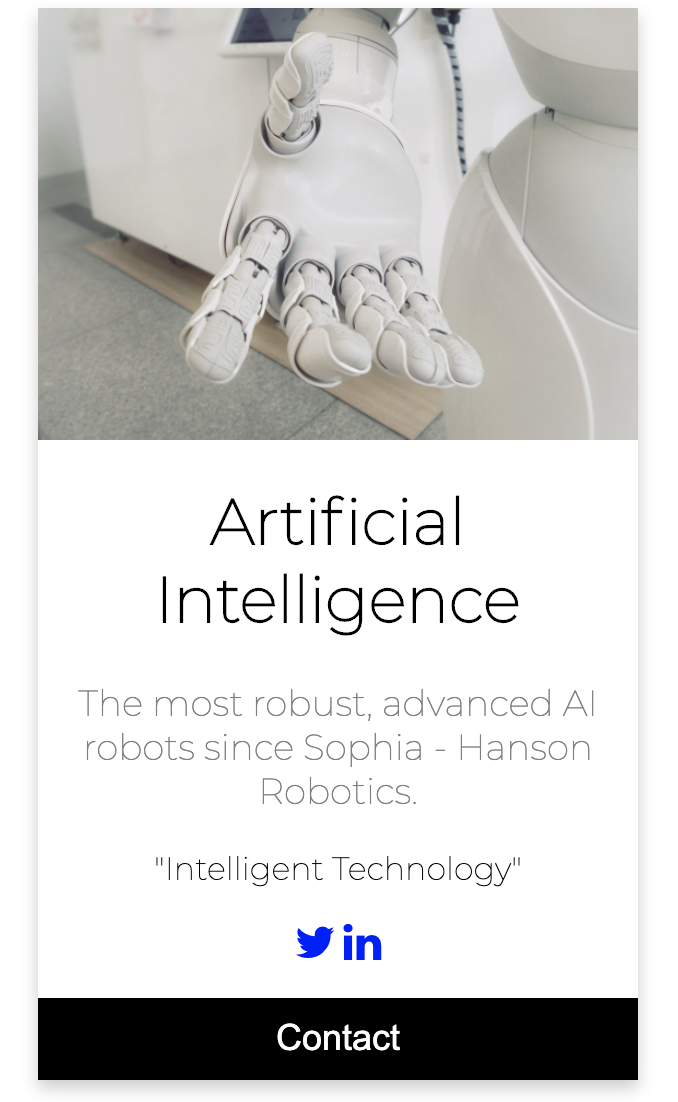 Artificial
Intelligence
The most robust, advanced AI
robots since Sophia - Hanson
Robotics.
"Intelligent Technology"
in
Contact